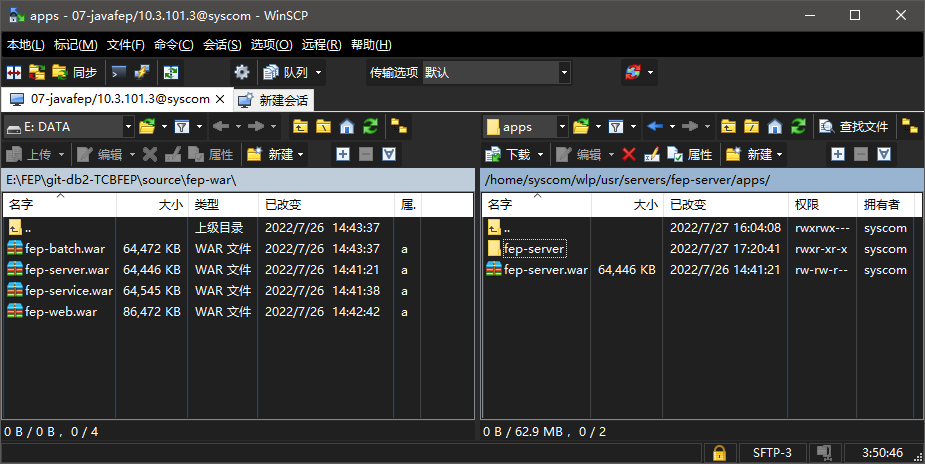 apps - 07-javafep/10.3.101.3@syscom - WinSCP
本地(L) 标记(M) 文件(F) 命令(C) 会话(S) 选项(O) 远程(R) 帮助(H)
同步 队列 传输选项 默认
07-javafep/10.3.101.3@syscom × 新建会话
E: DATA
上传 编辑 属性 新建
E:\FEP\git-db2-TCBFEP\source\fep-war\
名字 大小 类型 已改变 属.
.. 上级目录 2022/7/26 14:43:37
fep-batch.war 64,472 KB WAR 文件 2022/7/26 14:43:37 a
fep-server.war 64,446 KB WAR 文件 2022/7/26 14:41:21 a
fep-service.war 64,545 KB WAR 文件 2022/7/26 14:41:38 a
fep-web.war 86,472 KB WAR 文件 2022/7/26 14:42:42 a
0 B / 0 B， 0 / 4
apps 查找文件
下载 编辑 属性 新建
/home/syscom/wlp/usr/servers/fep-server/apps/
名字 大小 已改变 权限 拥有者
.. 2022/7/27 16:04:08 rwxrwx--- syscom
fep-server 2022/7/27 17:20:41 rwxr-xr-x syscom
fep-server.war 64,446 KB 2022/7/26 14:41:21 rw-rw-r-- syscom
0 B / 62.9 MB， 0 / 2
SFTP-3 3:50:46